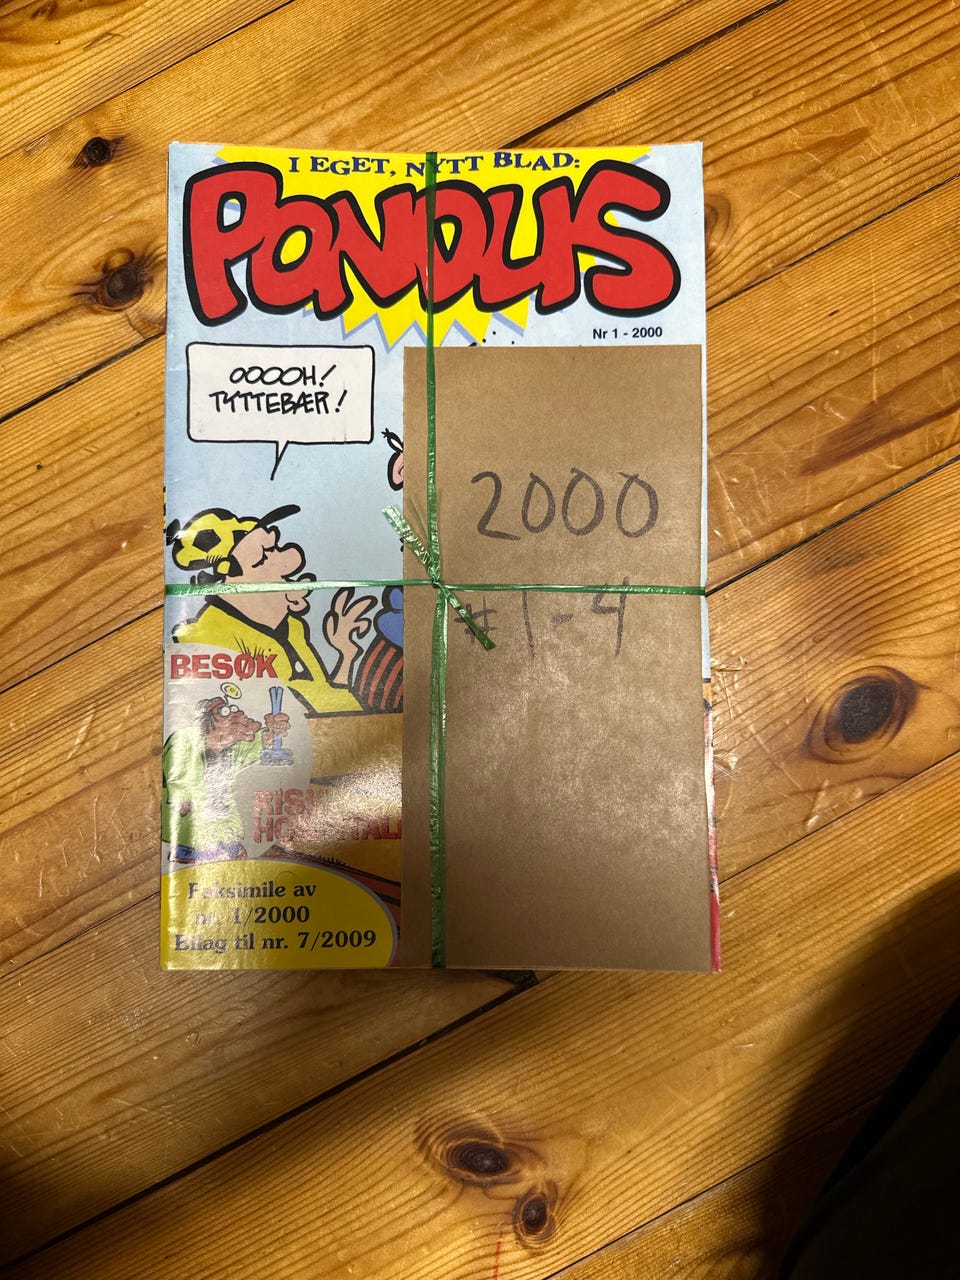 I EGET, NYTT BLAD:
PONDUS
Nr 1 - 2000
OOOOH!
TYTTEBÆR!
2000
#1-4
BESØK
Faksimile av
nr. 1/2000
Bilag til nr. 7/2009